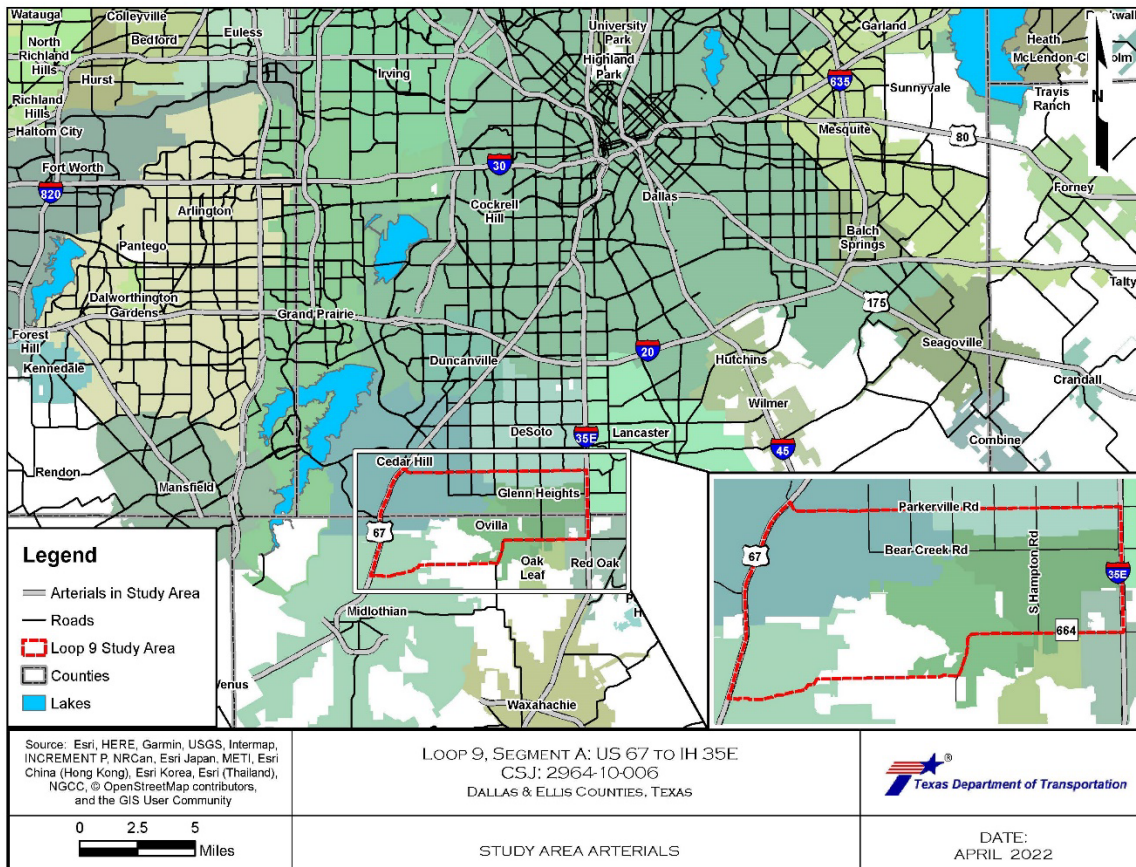 Watauga
Colleyville
Bedford
Euless
North
Richland
Hills
Hurst
Richland
Hills
Haltom City
Irving
University
Park
Highland
Park
Garland
Heath
Travis
Ranch
N
635
Sunnyvale
Mesquite
80
Forney
Fort Worth
820
30
Arlington
Cockrell
Hill
Dallas
Pantego
Balch
Springs
Dalworthington
Gardens
Grand Prairie
175
Talty
Forest
Hill
Kennedale
Duncanville
20
Hutchins
Seagoville
Crandall
Wilmer
DeSoto
35E
Lancaster
45
Combine
Rendon
Mansfield
Cedar Hill
Glenn Heights
67
Ovilla
Oak
Leaf
Red Oak
Midlothian
Waxahachie
Parkerville Rd
67
Bear Creek Rd
S Hampton Rd
35E
664
Legend
Arterials in Study Area
Roads
Loop 9 Study Area
Counties
Lakes
Source: Esri, HERE, Garmin, USGS, Intermap,
INCREMENT P, NRCan, Esri Japan, METI, Esri
China (Hong Kong), Esri Korea, Esri (Thailand),
NGCC, © OpenStreetMap contributors,
and the GIS User Community
0 2.5 5
Miles
LOOP 9, SEGMENT A: US 67 TO IH 35E
CSJ: 2964-10-006
DALLAS & ELLIS COUNTIES, TEXAS
STUDY AREA ARTERIALS
®
Texas Department of Transportation
DATE:
APRIL 2022